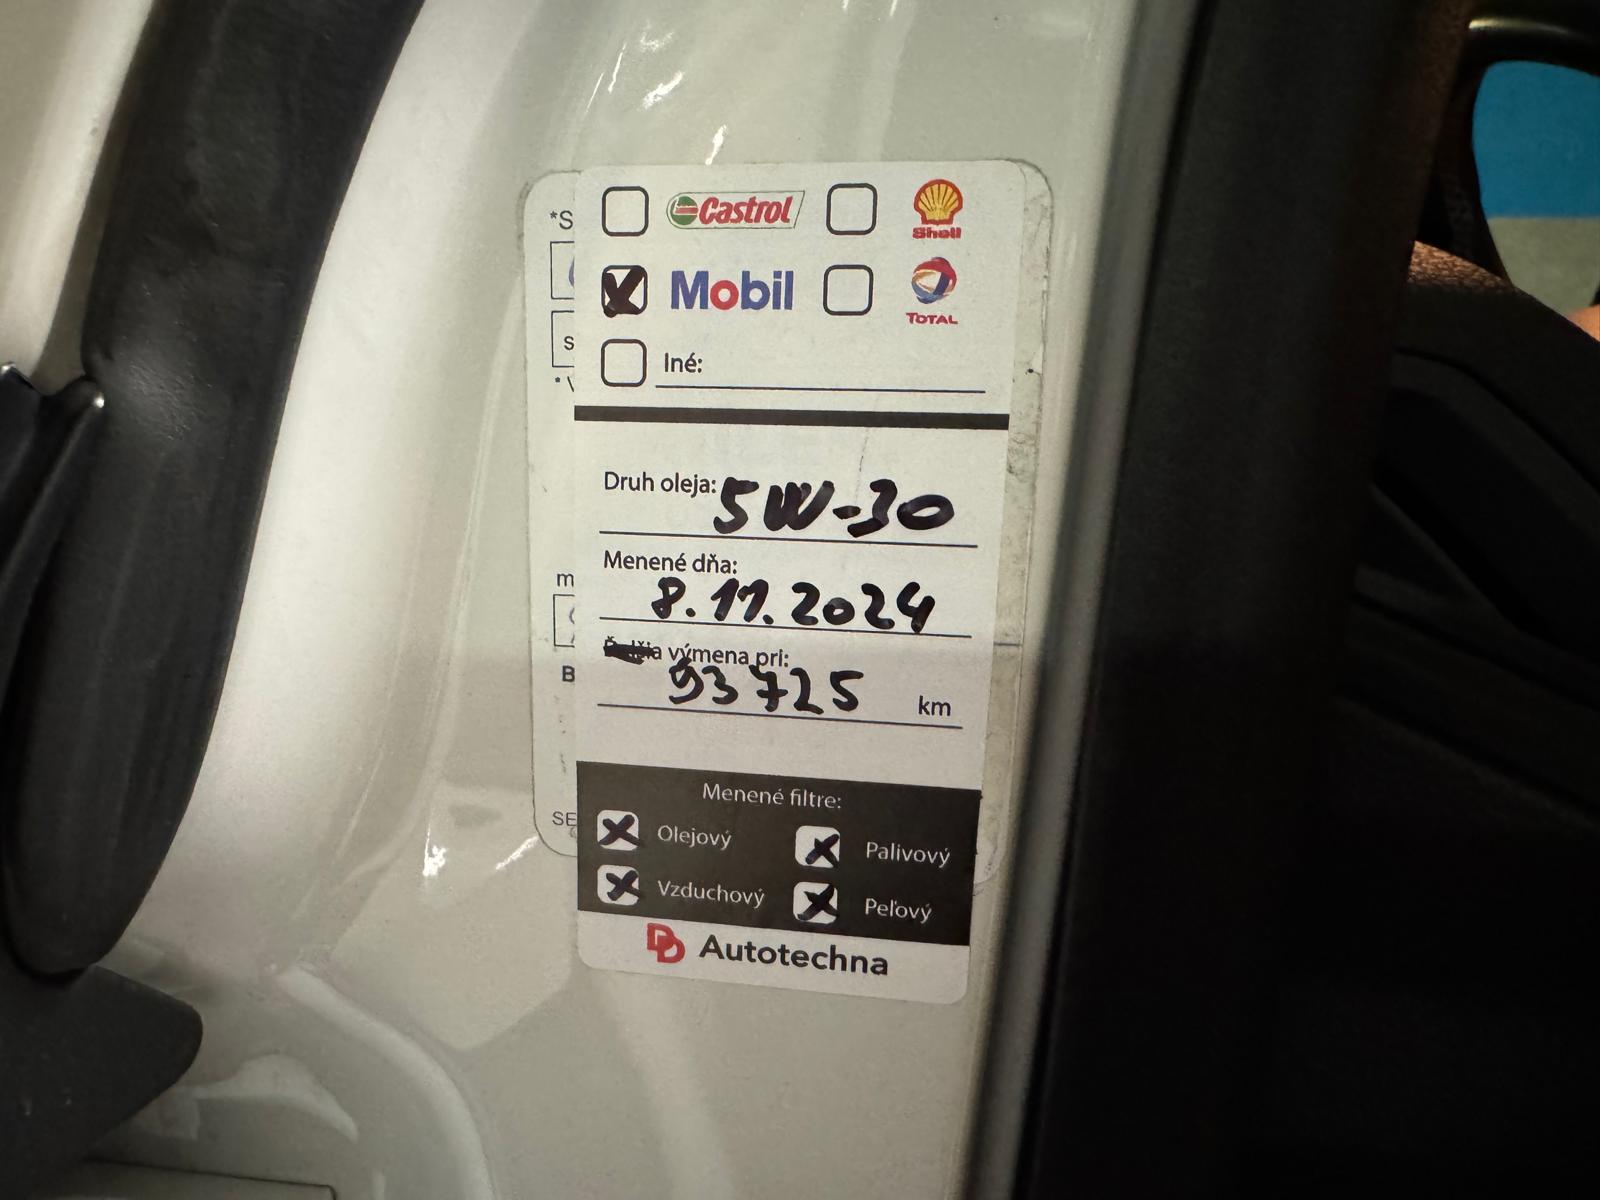 Castrol Shell
Mobil TOTAL
Iné:
Druh oleja: 5W-30
Menené dňa:
8.11.2024
výmena pri:
93725 km
Menené filtre:
Olejový Palivový
Vzduchový Peľový
Autotechna
*S
s
m
B
SE